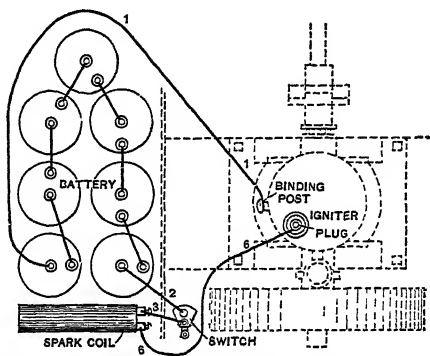 1
1
BATTERY
BINDING
POST
IGNITER
PLUG
6
2
3
SWITCH
SPARK COIL
6